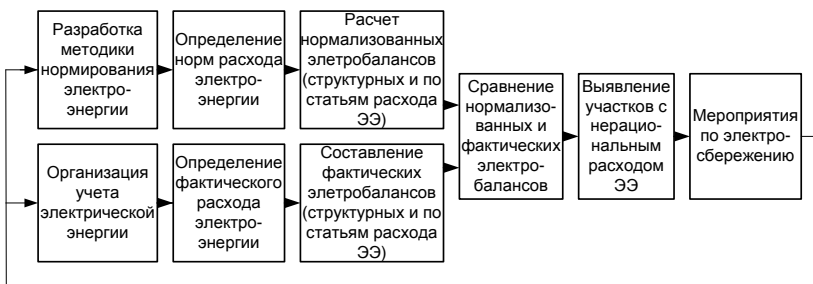 Разработка
методики
нормирования
электро-
энергии
Определение
норм расхода
электро-
энергии
Расчет
нормализованных
элетробалансов
(структурных и по
статьям расхода
ЭЭ)
Организация
учета
электрической
энергии
Определение
фактического
расхода
электро-
энергии
Составление
фактических
элетробалансов
(структурных и по
статьям расхода
ЭЭ)
Сравнение
нормализо-
ванных и
фактических
электро-
балансов
Выявление
участков с
нерацио-
нальным
расходом
ЭЭ
Мероприятия
по электро-
сбережению